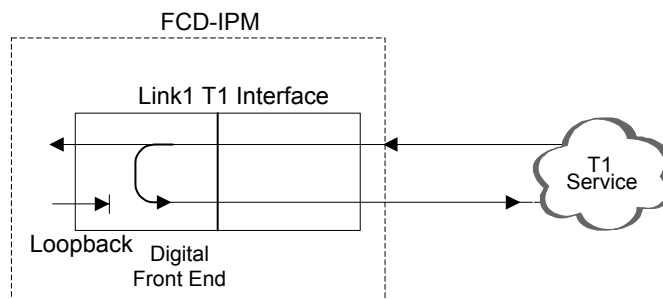 FCD-IPM
Link1 T1 Interface
T1
Service
Loopback
Digital
Front End